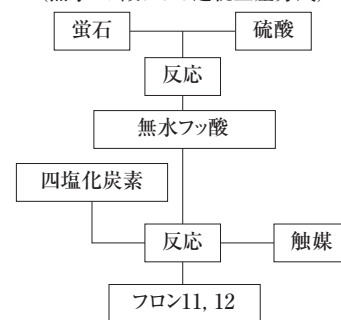 蛍石 硫酸
反応
無水フッ酸
四塩化炭素
反応 触媒
フロン11, 12